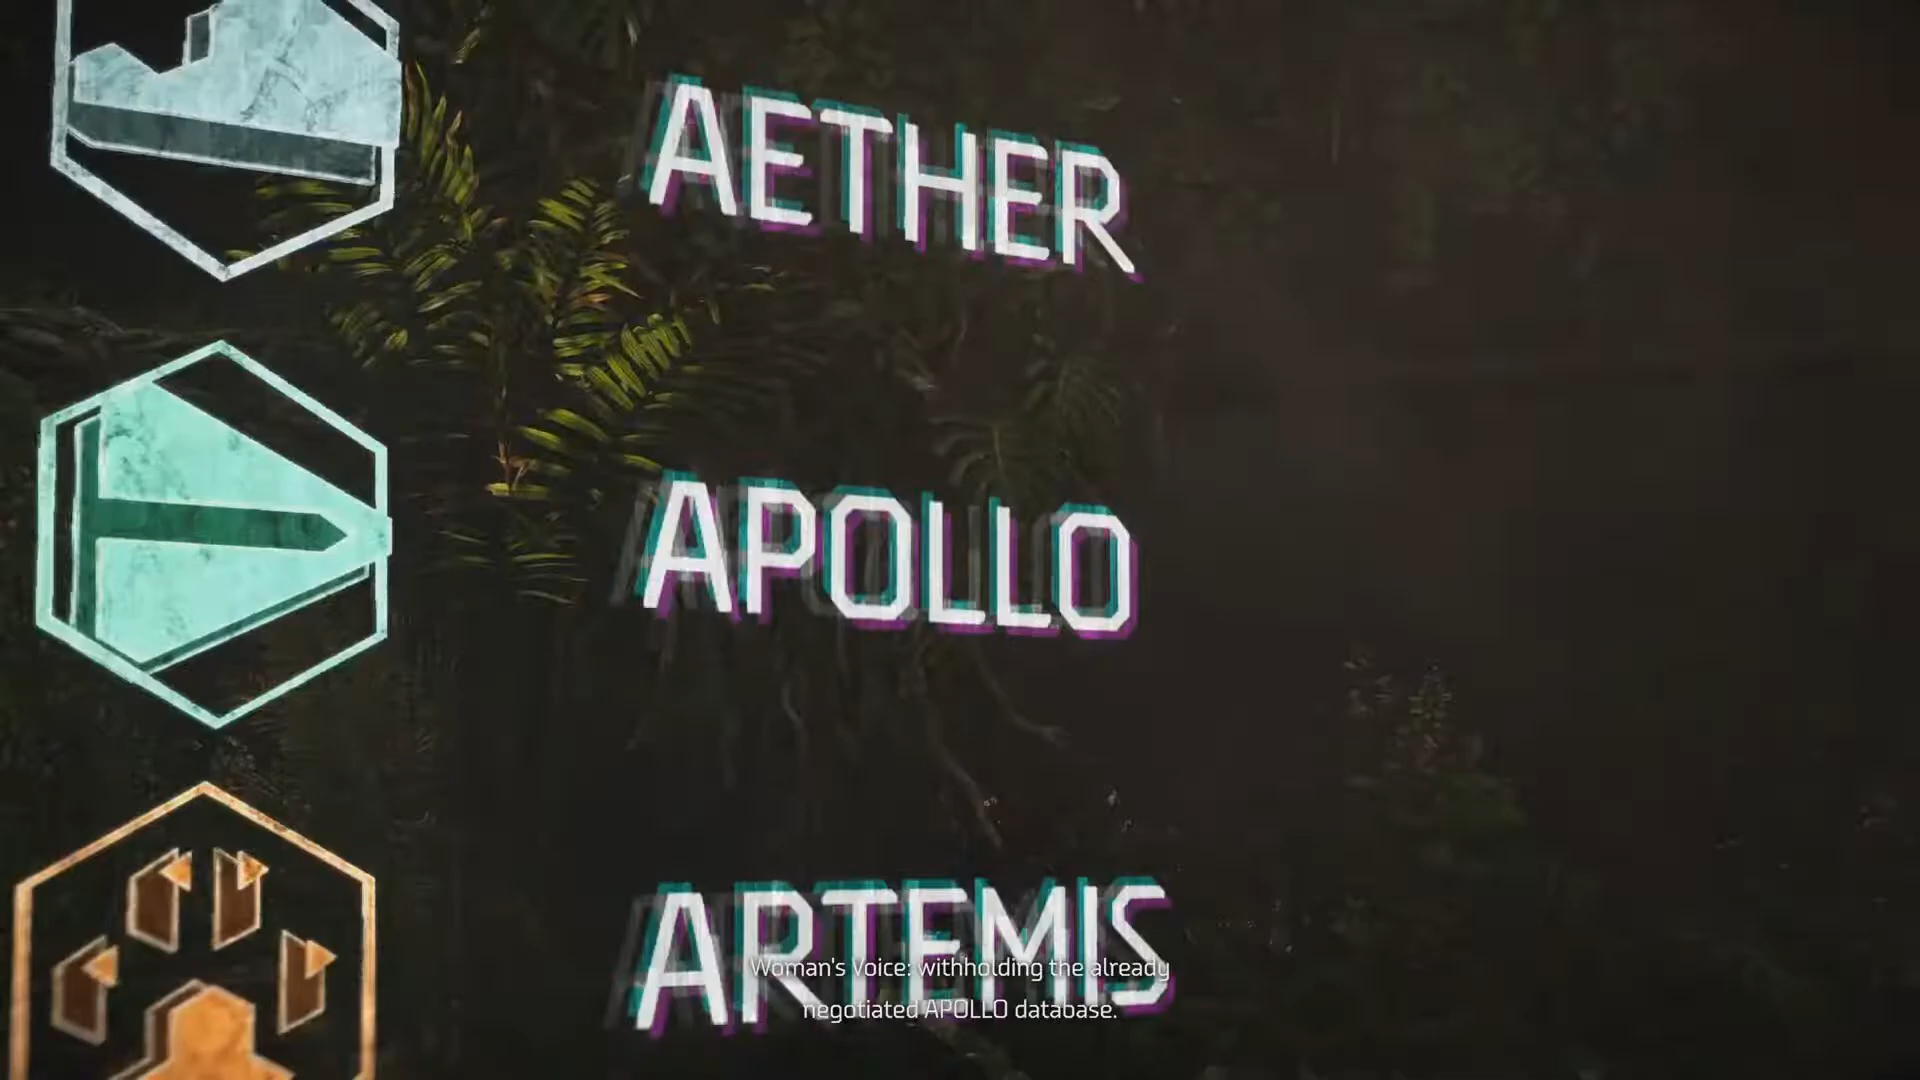 AETHER
APOLLO
ARTEMIS
Woman's Voice: withholding the already
negotiated APOLLO database.